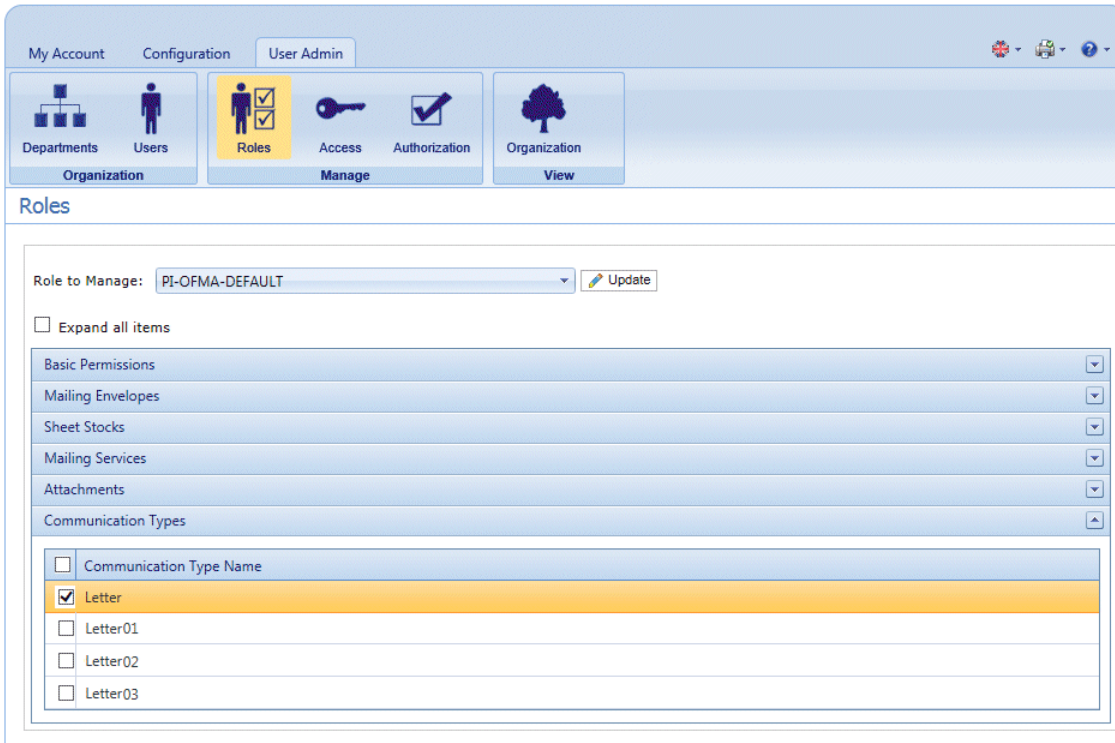 My Account Configuration User Admin
Departments Users Roles Access Authorization Organization
Organization Manage View
Roles
Role to Manage: PI-OFMA-DEFAULT Update
Expand all items
Basic Permissions
Mailing Envelopes
Sheet Stocks
Mailing Services
Attachments
Communication Types
Communication Type Name
Letter
Letter01
Letter02
Letter03